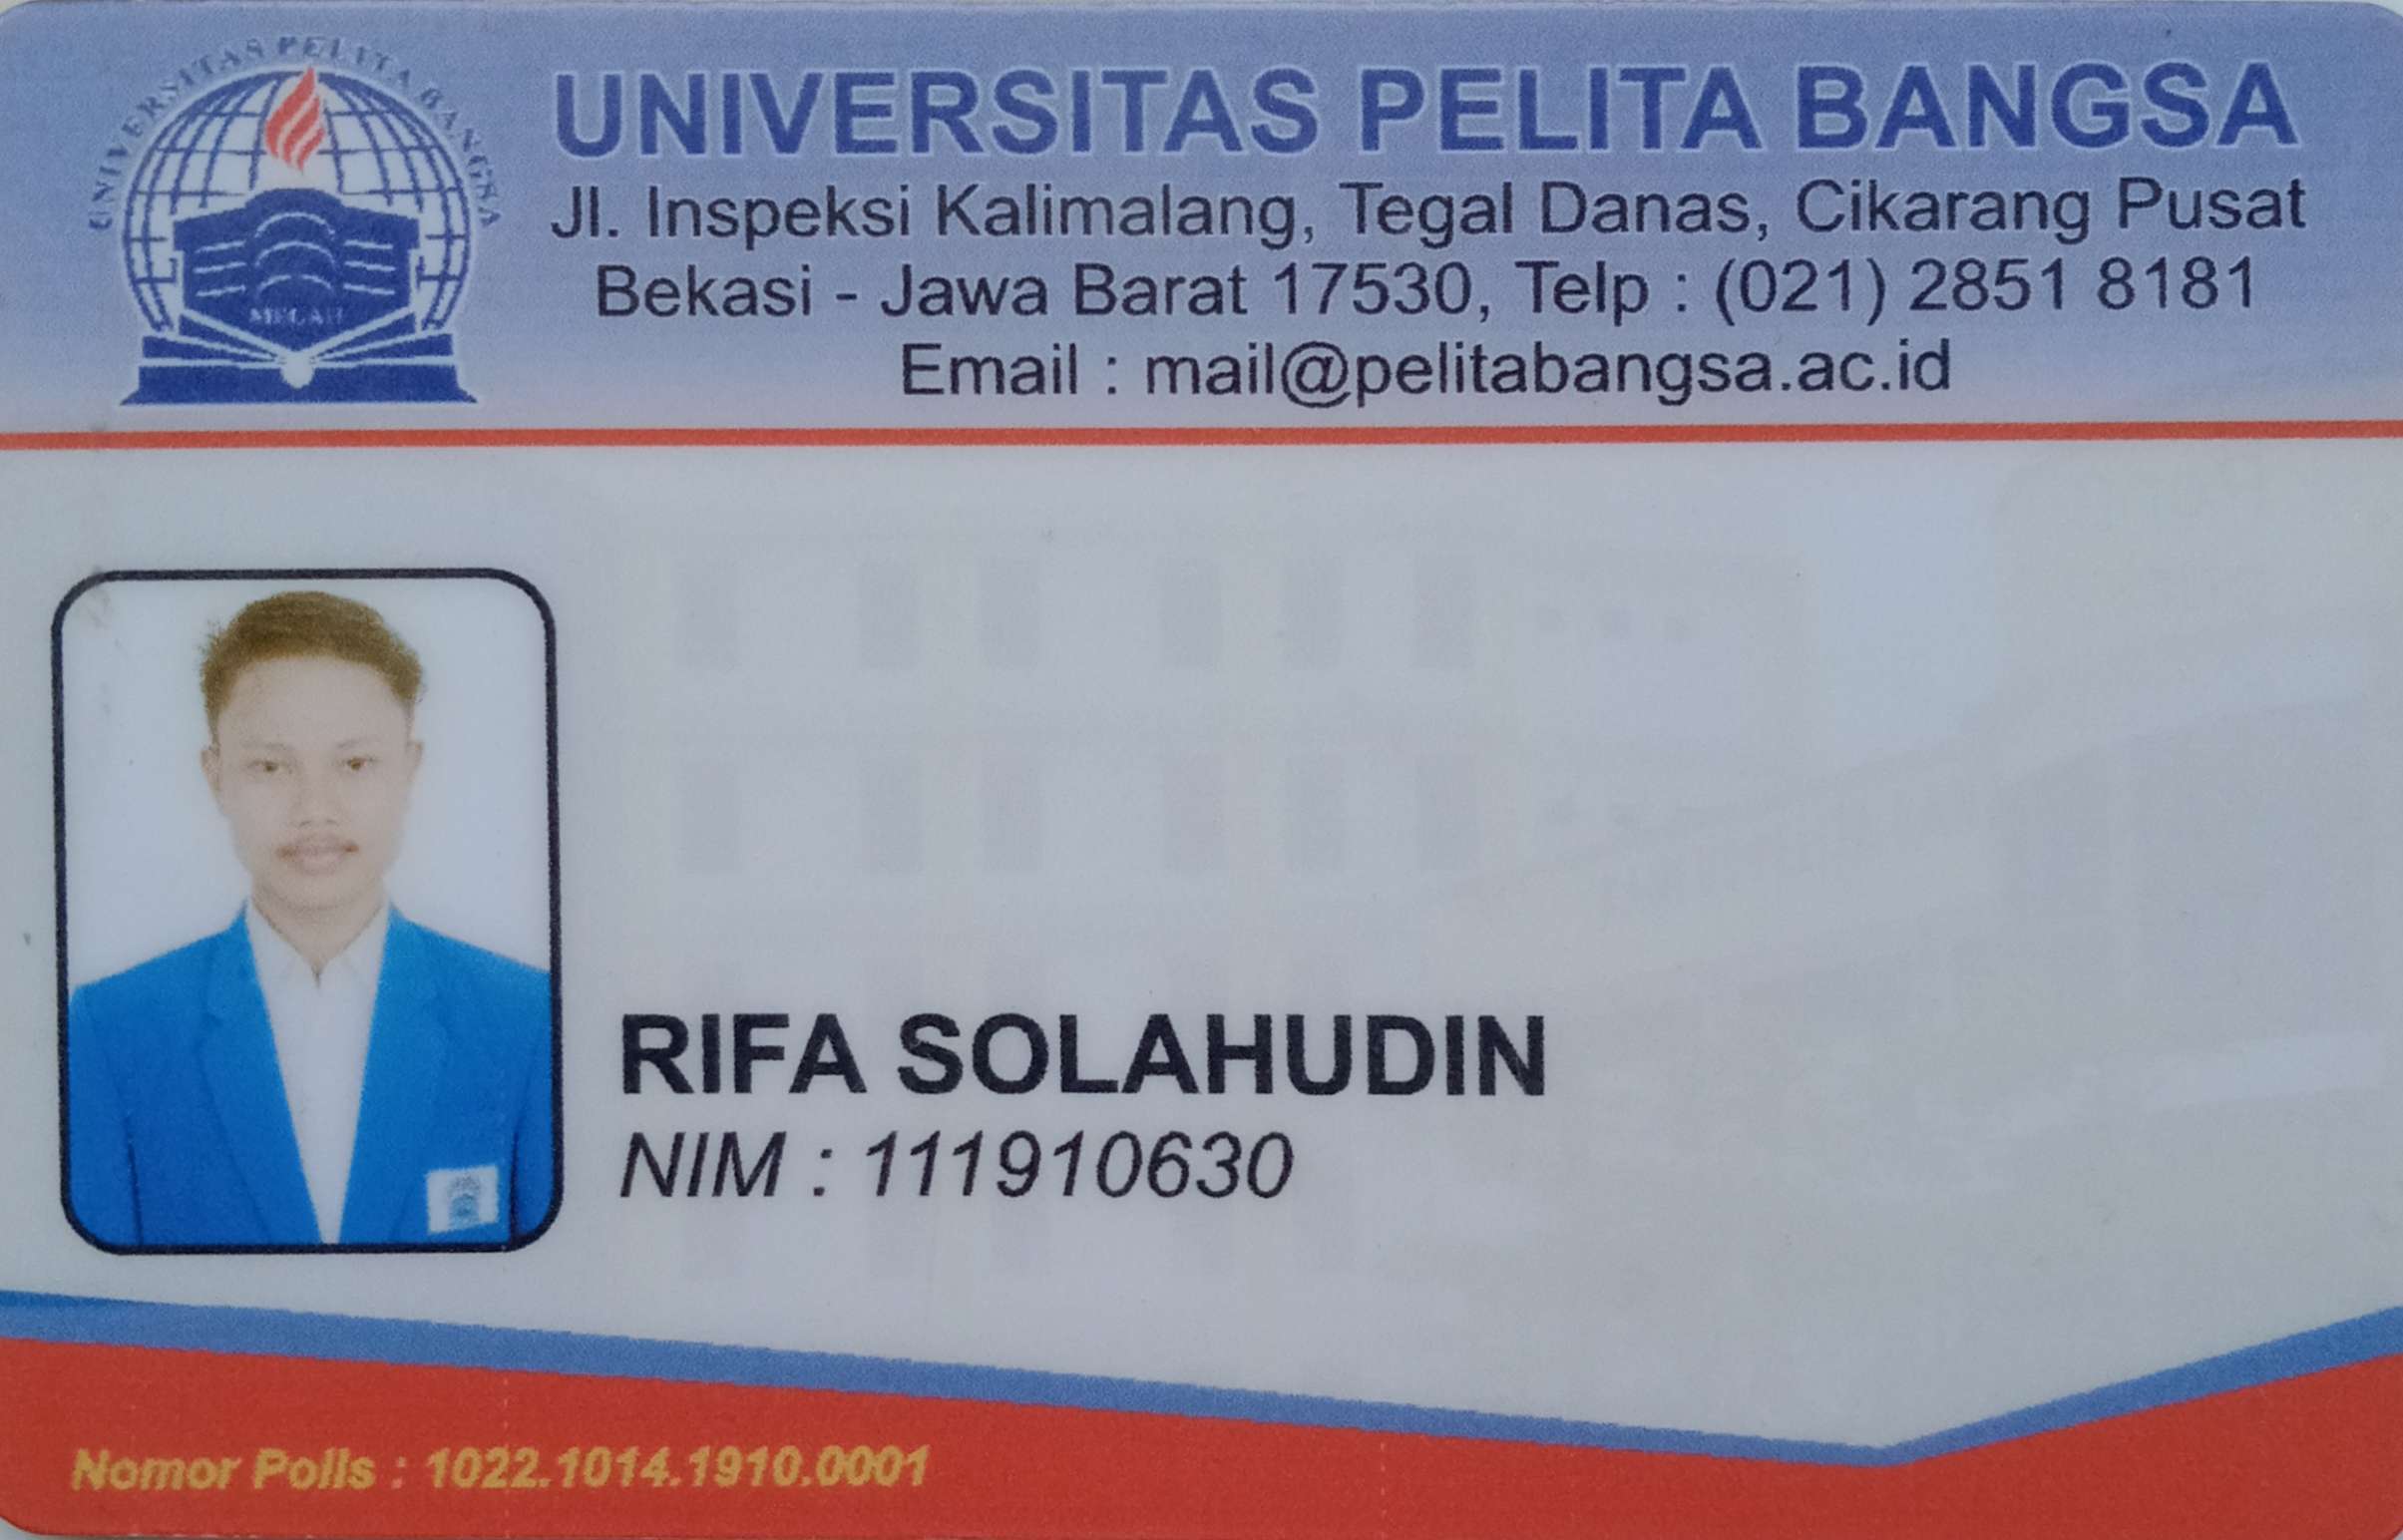 UNIVERSITAS PELITA BANGSA
MEGAH
UNIVERSITAS PELITA BANGSA
Jl. Inspeksi Kalimalang, Tegal Danas, Cikarang Pusat
Bekasi - Jawa Barat 17530, Telp : (021) 2851 8181
Email : mail@pelitabangsa.ac.id
RIFA SOLAHUDIN
NIM : 111910630
Nomor Polis : 1022.1014.1910.0001